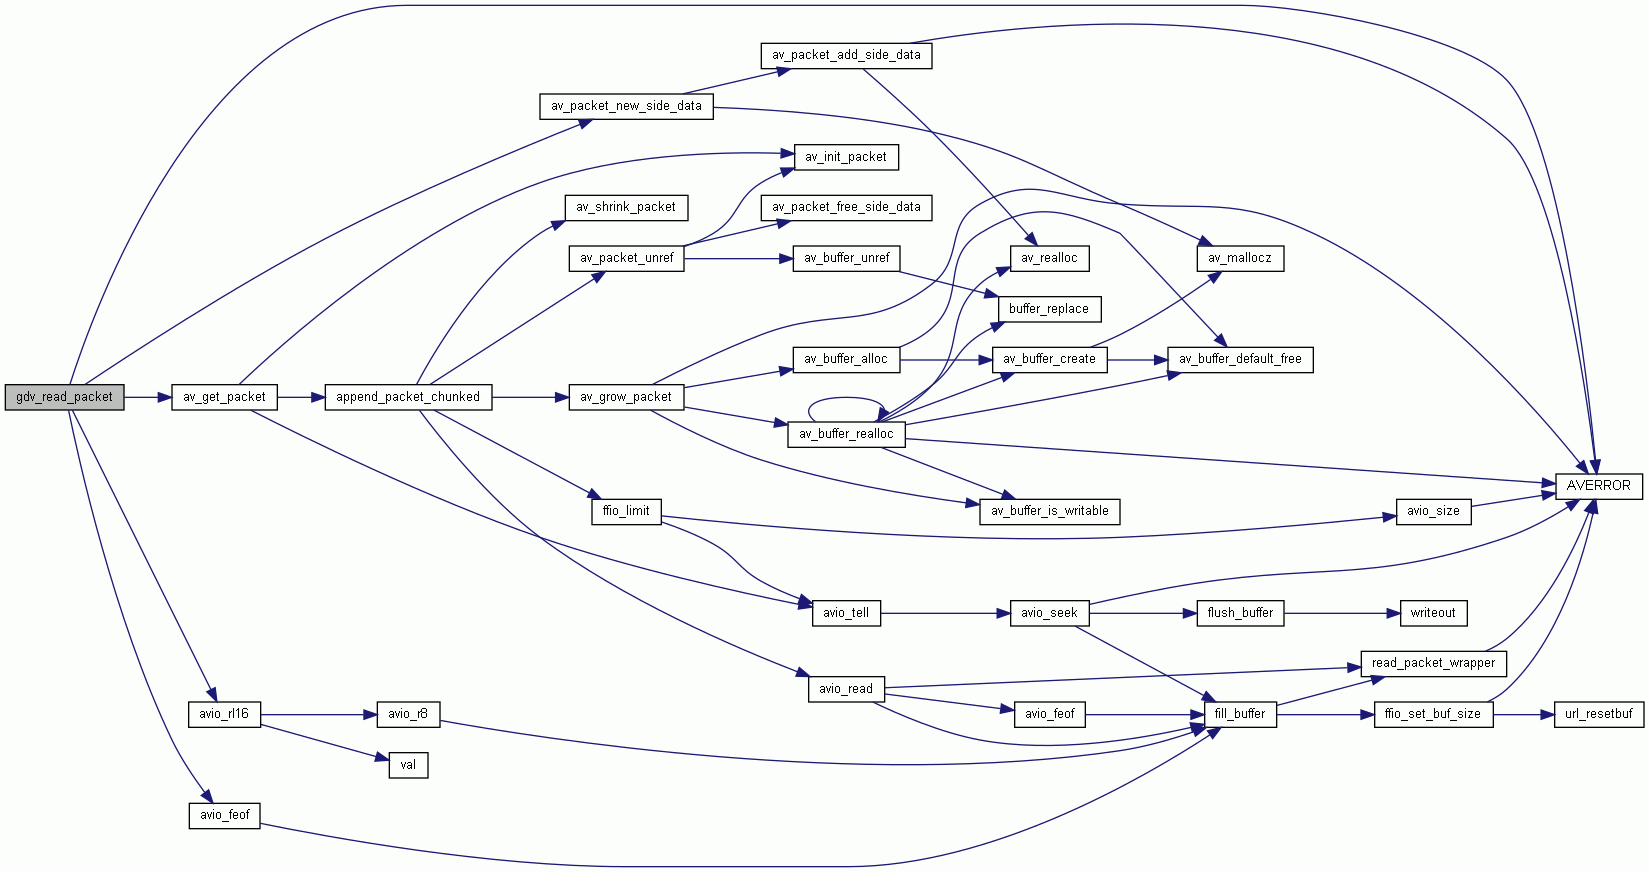 av_packet_add_side_data
av_packet_new_side_data
av_init_packet
av_shrink_packet
av_packet_free_side_data
av_packet_unref
av_buffer_unref
av_realloc
av_mallocz
buffer_replace
av_buffer_alloc
av_buffer_create
av_buffer_default_free
gdv_read_packet
av_get_packet
append_packet_chunked
av_grow_packet
av_buffer_realloc
AVERROR
ffio_limit
av_buffer_is_writable
avio_size
avio_tell
avio_seek
flush_buffer
writeout
read_packet_wrapper
avio_read
avio_rl16
avio_r8
avio_feof
fill_buffer
ffio_set_buf_size
url_resetbuf
val
avio_feof